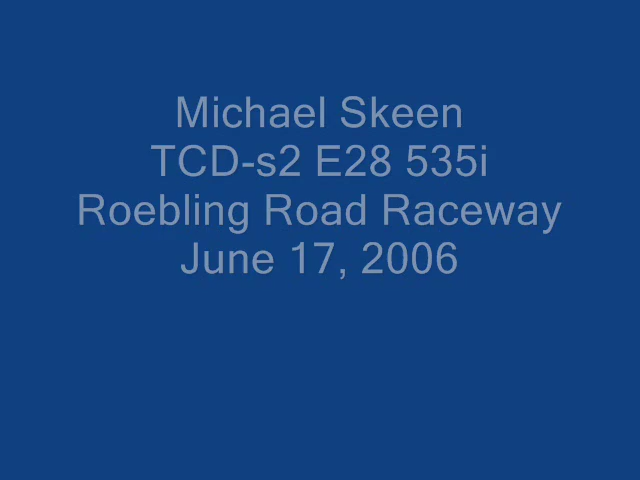 Michael Skeen
TCD-s2 E28 535i
Roebling Road Raceway
June 17, 2006